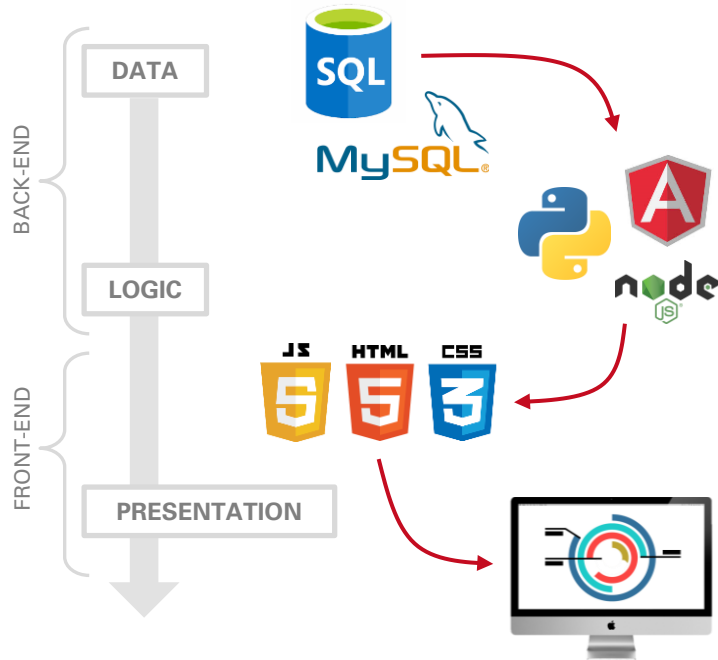 DATA
BACK-END
LOGIC
FRONT-END
PRESENTATION
SQL
MySQL®
A
node
JS®
JS
HTML
CSS
5
5
3